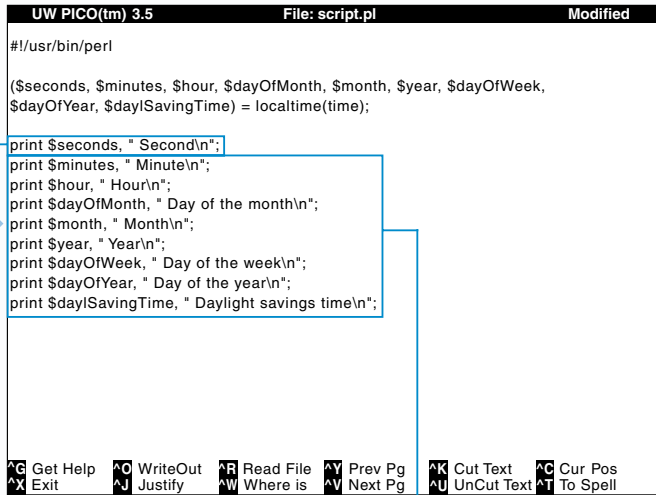 UW PICO(tm) 3.5 File: script.pl Modified
#!/usr/bin/perl
($seconds, $minutes, $hour, $dayOfMonth, $month, $year, $dayOfWeek,
$dayOfYear, $daylSavingTime) = localtime(time);
print $seconds, " Second\n";
print $minutes, " Minute\n";
print $hour, " Hour\n";
print $dayOfMonth, " Day of the month\n";
print $month, " Month\n";
print $year, " Year\n";
print $dayOfWeek, " Day of the week\n";
print $dayOfYear, " Day of the year\n";
print $daylSavingTime, " Daylight savings time\n";
^G Get Help ^O WriteOut ^R Read File ^Y Prev Pg ^K Cut Text ^C Cur Pos
^X Exit ^J Justify ^W Where is ^V Next Pg ^U UnCut Text ^T To Spell